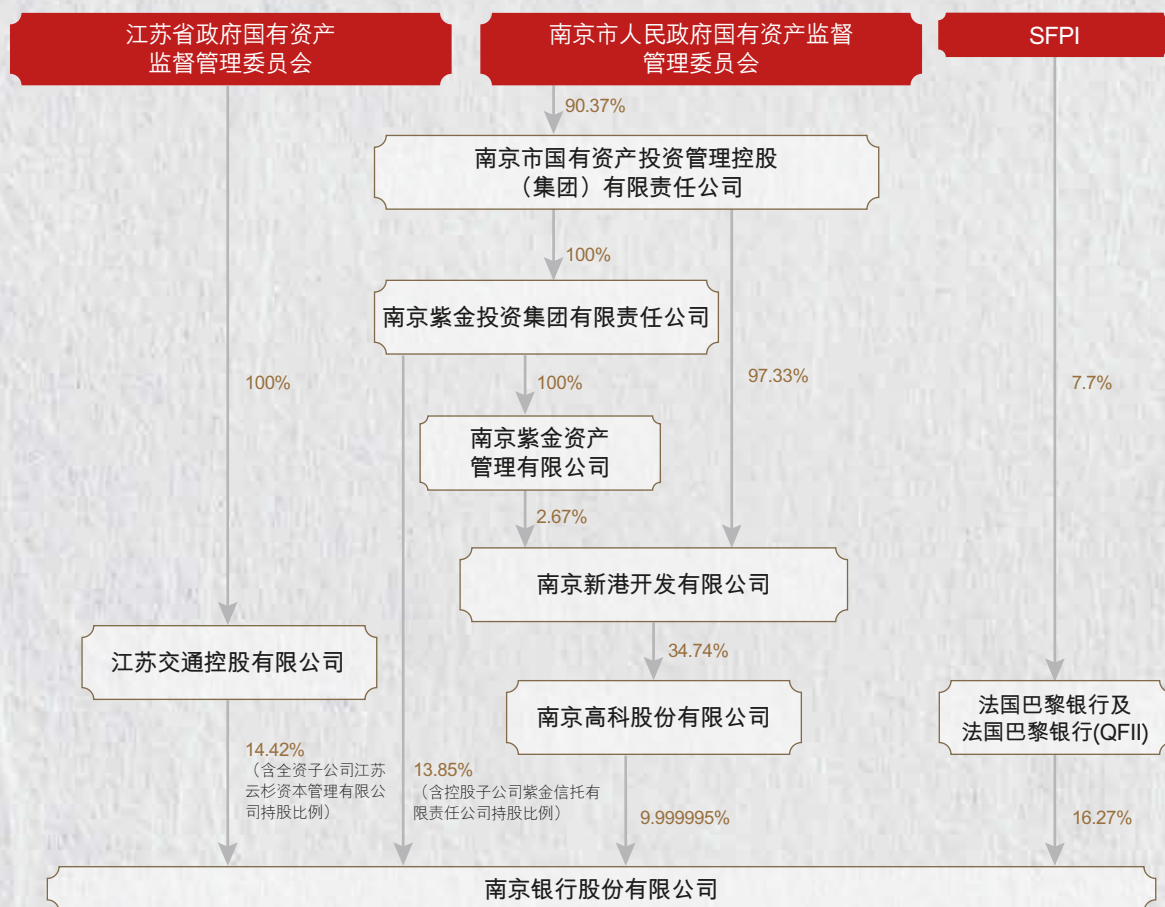 江苏省政府国有资产
监督管理委员会
南京市人民政府国有资产监督
管理委员会
SFPI
90.37%
南京市国有资产投资管理控股
（集团）有限责任公司
100%
南京紫金投资集团有限责任公司
100%
100%
97.33%
7.7%
南京紫金资产
管理有限公司
2.67%
南京新港开发有限公司
江苏交通控股有限公司
34.74%
南京高科股份有限公司
法国巴黎银行及
法国巴黎银行(QFII)
14.42%
（含全资子公司江苏
云杉资本管理有限公
司持股比例）
13.85%
（含控股子公司紫金信托有
限责任公司持股比例）
9.999995%
16.27%
南京银行股份有限公司